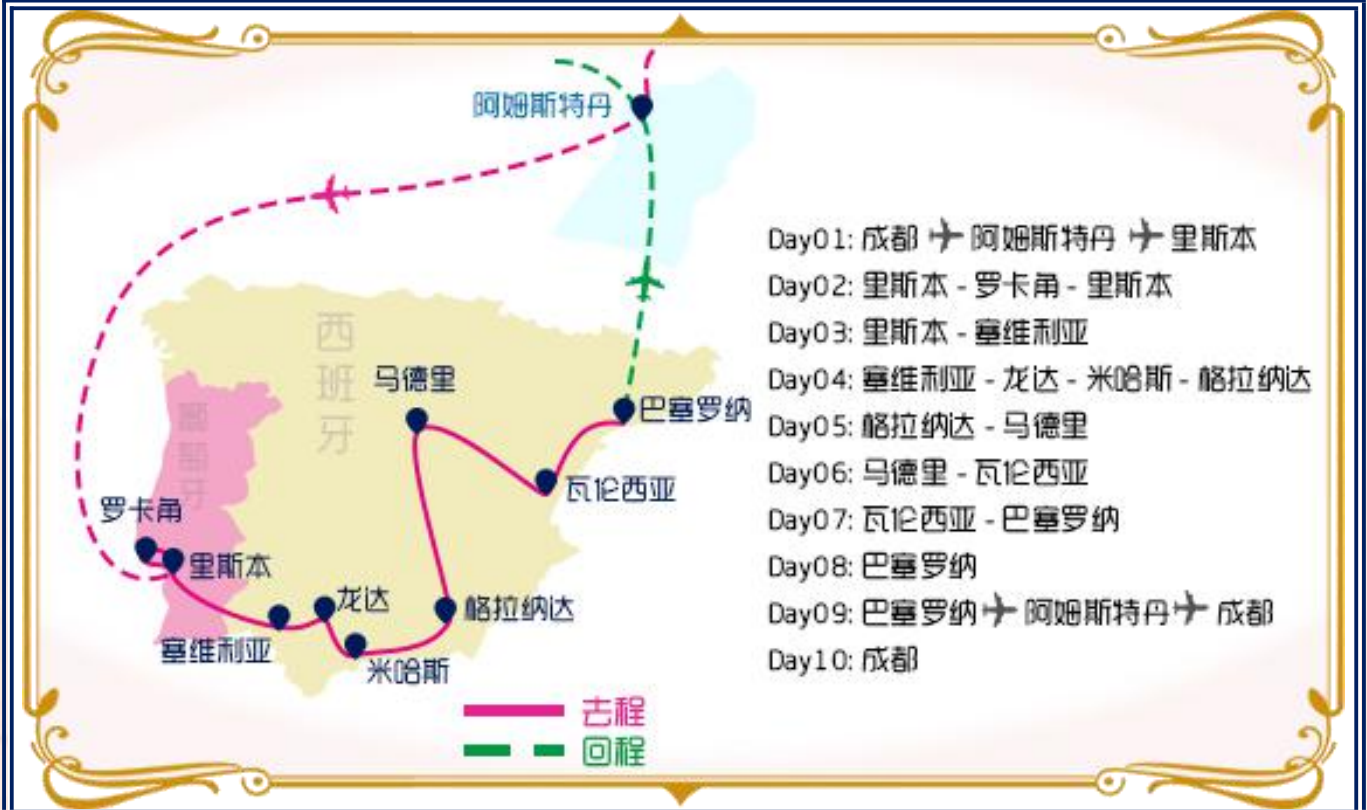 阿姆斯特丹
西班牙
马德里
巴塞罗纳
葡萄牙
瓦伦西亚
罗卡角
里斯本
龙达
格拉纳达
塞维利亚
米哈斯
去程
回程
Day01: 成都 ✈ 阿姆斯特丹 ✈ 里斯本
Day02: 里斯本 - 罗卡角 - 里斯本
Day03: 里斯本 - 塞维利亚
Day04: 塞维利亚 - 龙达 - 米哈斯 - 格拉纳达
Day05: 格拉纳达 - 马德里
Day06: 马德里 - 瓦伦西亚
Day07: 瓦伦西亚 - 巴塞罗纳
Day08: 巴塞罗纳
Day09: 巴塞罗纳 ✈ 阿姆斯特丹 ✈ 成都
Day10: 成都